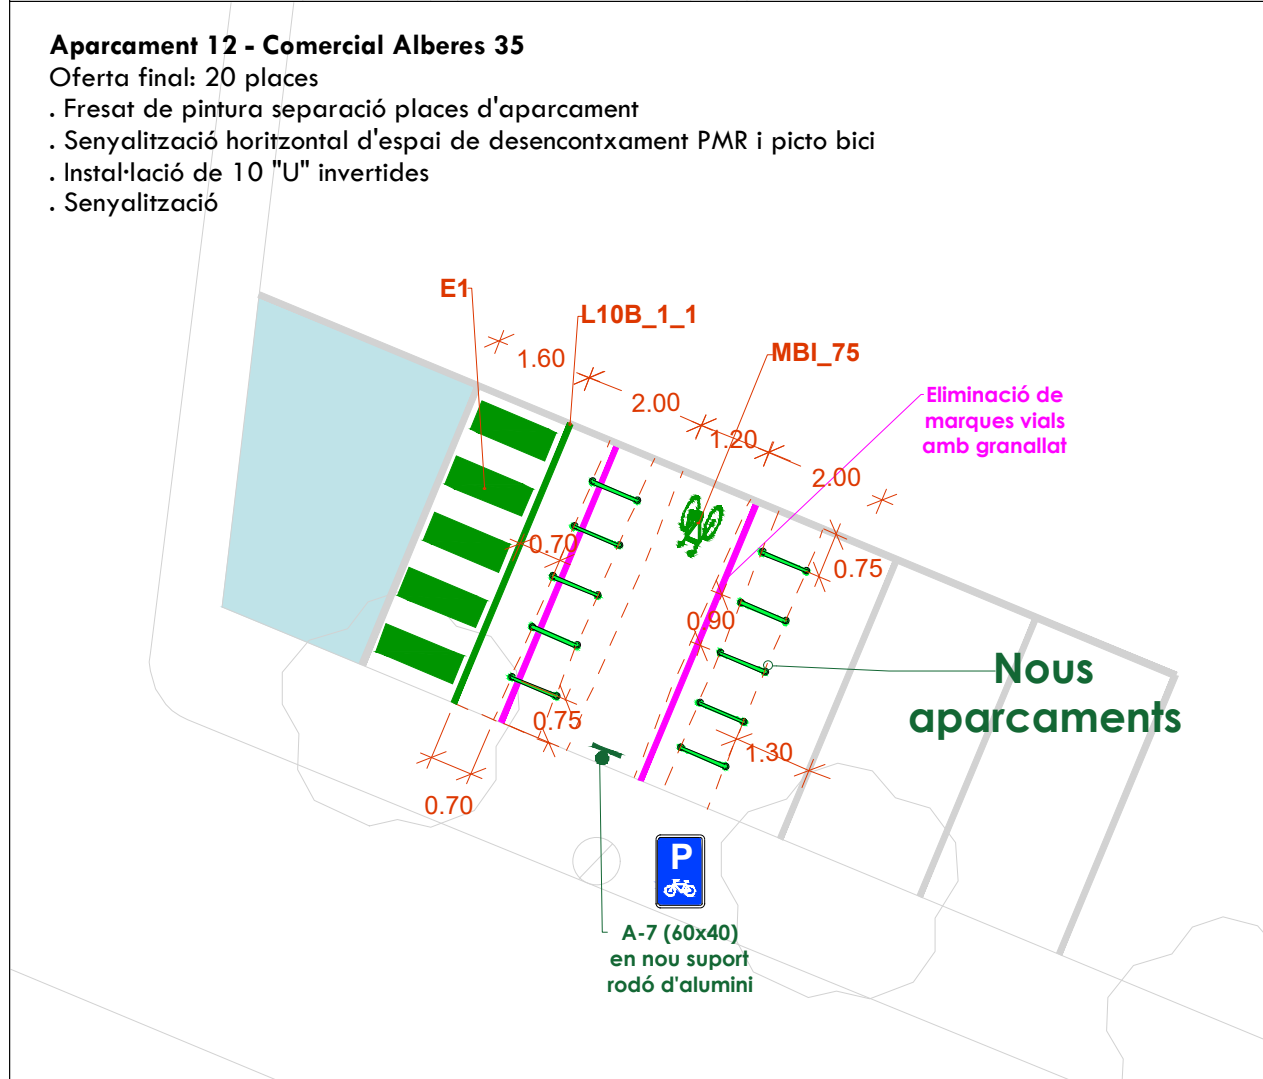 Aparcament 12 - Comercial Alberes 35
Oferta final: 20 places
. Fresat de pintura separació places d'aparcament
. Senyalització horitzontal d'espai de desencontxament PMR i picto bici
. Instal·lació de 10 "U" invertides
. Senyalització
E1
L10B_1_1
MBI_75
1.60
2.00
1.20
2.00
Eliminació de
marques vials
amb granallat
0.70
0.75
0.90
Nous
aparcaments
0.75
1.30
0.70
P
A-7 (60x40)
en nou suport
rodó d'alumini